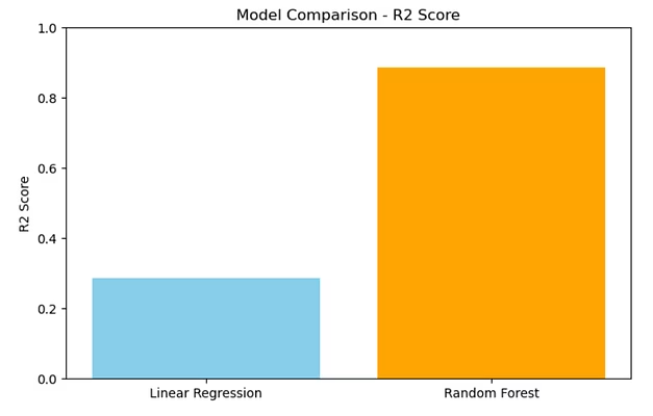 Model Comparison - R2 Score
1.0
0.8
0.6
0.4
0.2
0.0
R2 Score
Linear Regression
Random Forest